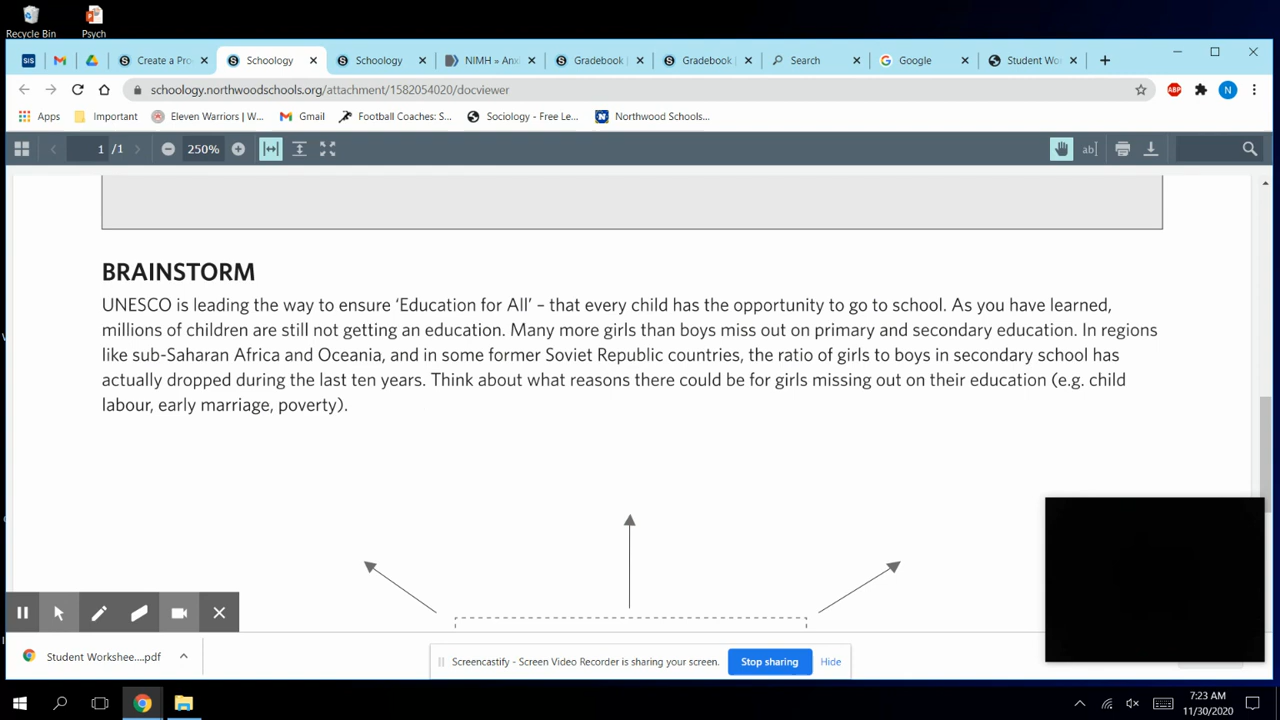 Recycle Bin
Psych
SIS
Create a Pro
Schoology
Schoology
NIMH = Anx
Gradebook
Gradebook
Search
Google
Student Wo
schoology.northwoodschools.org/attachment/1582054020/docviewer
ABP
N
Apps
Important
Eleven Warriors | W...
Gmail
Football Coaches: S...
Sociology - Free Le...
Northwood Schools...
1 /1
250%
ab
BRAINSTORM
UNESCO is leading the way to ensure ‘Education for All’ – that every child has the opportunity to go to school. As you have learned,
millions of children are still not getting an education. Many more girls than boys miss out on primary and secondary education. In regions
like sub-Saharan Africa and Oceania, and in some former Soviet Republic countries, the ratio of girls to boys in secondary school has
actually dropped during the last ten years. Think about what reasons there could be for girls missing out on their education (e.g. child
labour, early marriage, poverty).
Student Workshee....pdf
Screencastify - Screen Video Recorder is sharing your screen.
Stop sharing
Hide
7:23 AM
11/30/2020